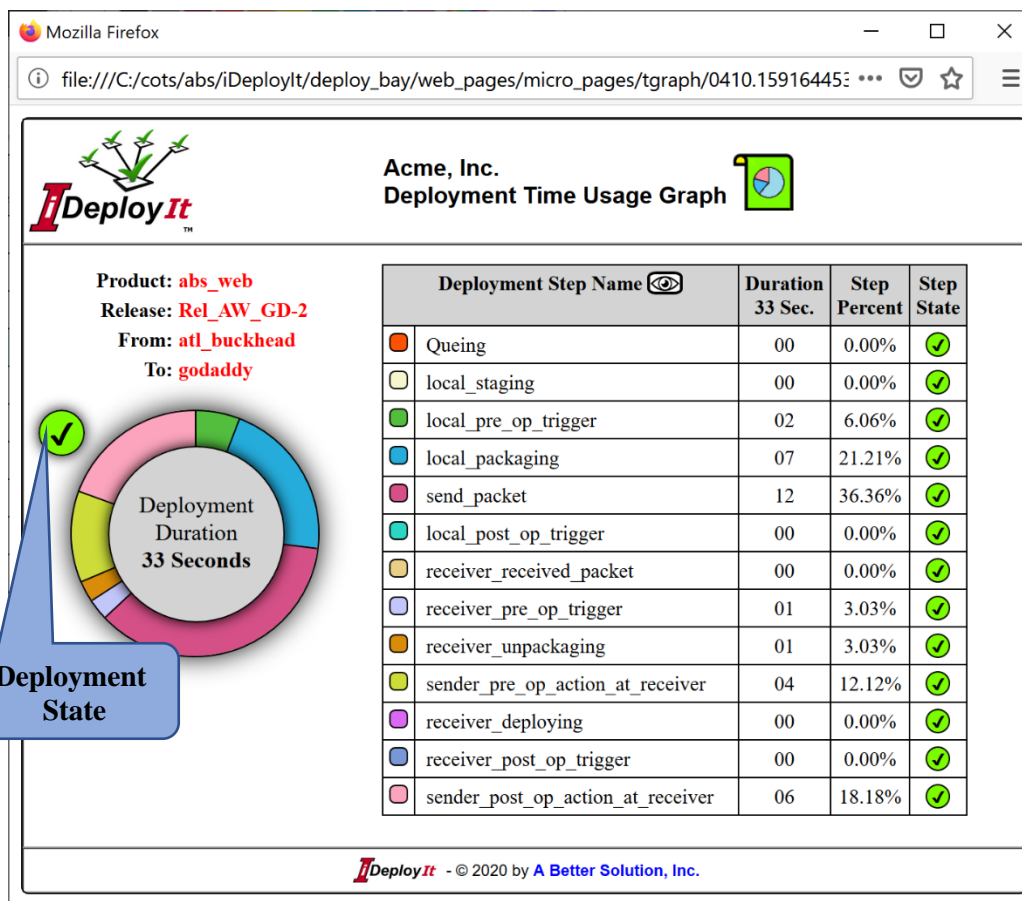 Mozilla Firefox
file:///C:/cots/abs/iDeployIt/deploy_bay/web_pages/micro_pages/tgraph/0410.159164453
IDeployIt
TM
Acme, Inc.
Deployment Time Usage Graph
Product: abs_web
Release: Rel_AW_GD-2
From: atl_buckhead
To: godaddy
Deployment
Duration
33 Seconds
Deployment
State
Deployment Step Name Duration 33 Sec. Step Percent Step State
Queing 00 0.00%
local_staging 00 0.00%
local_pre_op_trigger 02 6.06%
local_packaging 07 21.21%
send_packet 12 36.36%
local_post_op_trigger 00 0.00%
receiver_received_packet 00 0.00%
receiver_pre_op_trigger 01 3.03%
receiver_unpackaging 01 3.03%
sender_pre_op_action_at_receiver 04 12.12%
receiver_deploying 00 0.00%
receiver_post_op_trigger 00 0.00%
sender_post_op_action_at_receiver 06 18.18%
IDeployIt - © 2020 by A Better Solution, Inc.